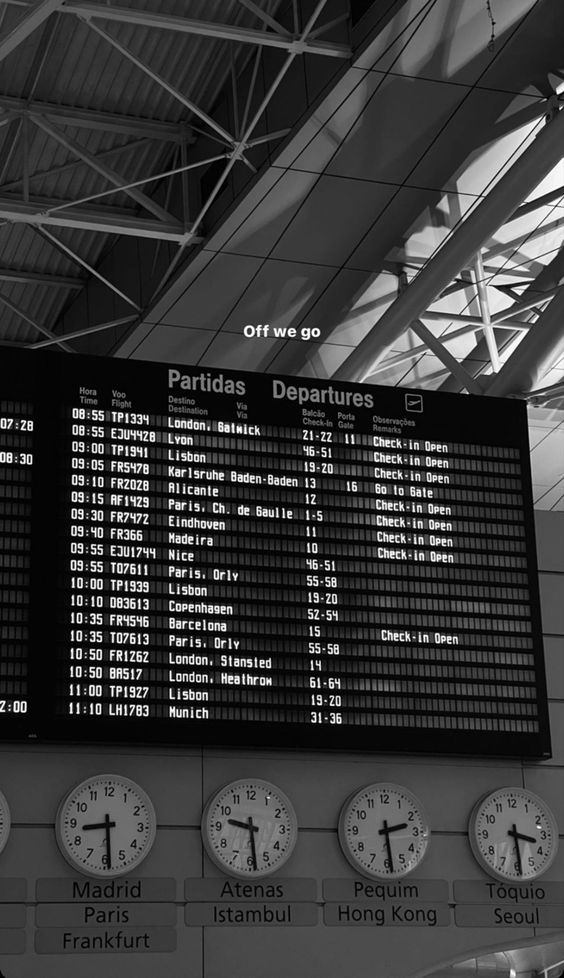 Off we go
Partidas Departures
Hora Voo Destino Via Balcão Porta Observações
Time Flight Destination Via Check-In Gate Remarks
07:28
08:30
2:00
08:55 TP1334 London, Gatwick 21-22 11 Check-in Open
08:55 EJU4428 Lyon 46-51 Check-in Open
09:00 TP1941 Lisbon 19-20 Check-in Open
09:05 FR5478 Karlsruhe Baden-Baden 13 16 Go to Gate
09:10 FR2028 Alicante 12 Check-in Open
09:15 AF1429 Paris, Ch. de Gaulle 1-5 Check-in Open
09:30 FR7472 Eindhoven 11 Check-in Open
09:40 FR366 Madeira 10 Check-in Open
09:55 EJU1744 Nice 46-51
09:55 TO7611 Paris, Orly 55-58
10:00 TP1939 Lisbon 19-20
10:10 D83613 Copenhagen 52-54
10:35 FR4546 Barcelona 15 Check-in Open
10:35 TO7613 Paris, Orly 55-58
10:50 FR1262 London, Stansted 14
10:50 BA517 London, Heathrow 61-64
11:00 TP1927 Lisbon 19-20
11:10 LH1783 Munich 31-36
Madrid Atenas Pequim Tóquio
Paris Istambul Hong Kong Seoul
Frankfurt